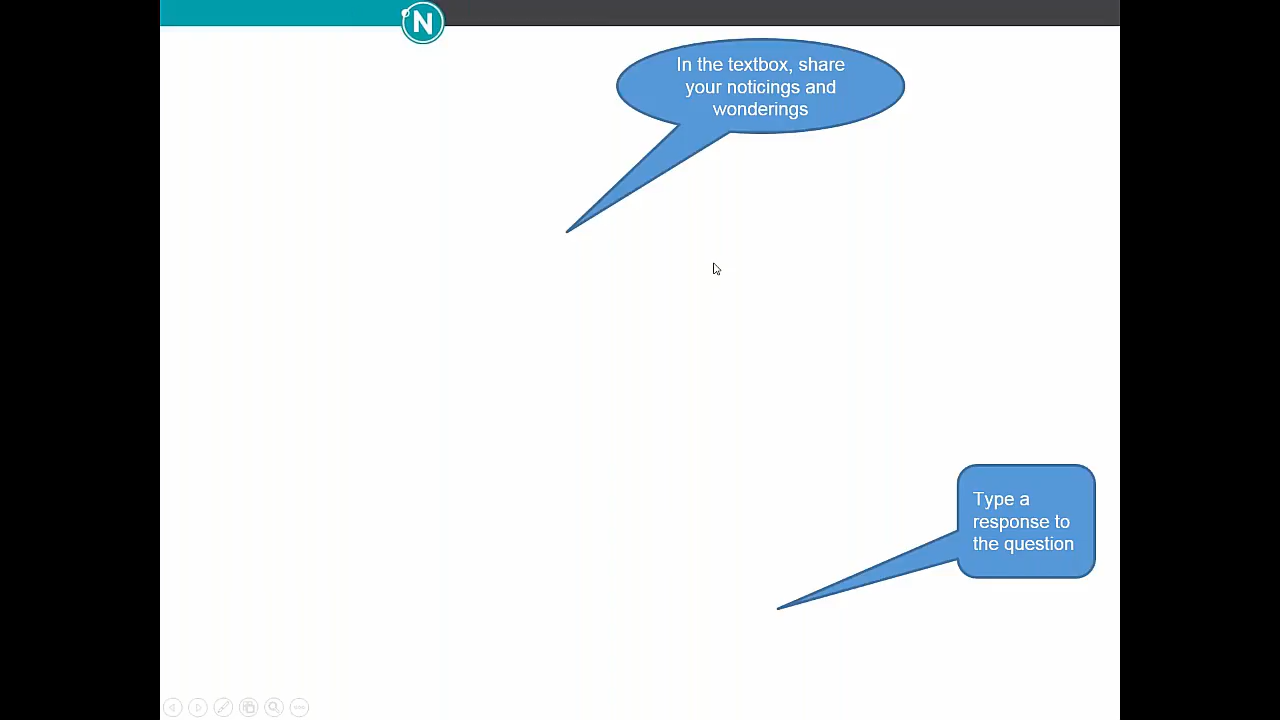 N
In the textbox, share
your noticings and
wonderings
Type a
response to
the question